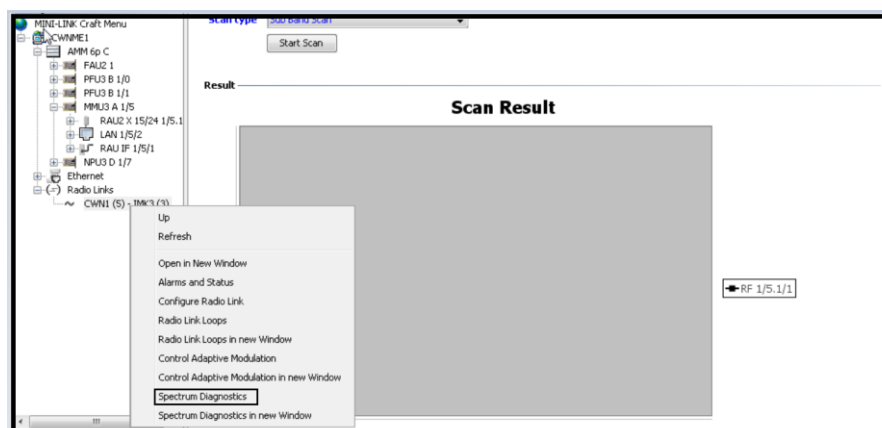 MINI-LINK Craft Menu
CWNME1
AMM 6p C
FAU2 1
PFU3 B 1/0
PFU3 B 1/1
MMU3 A 1/5
RAU2 X 15/24 1/5.1
LAN 1/5/2
RAU IF 1/5/1
NPU3 D 1/7
Ethernet
Radio Links
CWN1 (5) - IMK3 (3)
Up
Refresh
Open in New Window
Alarms and Status
Configure Radio Link
Radio Link Loops
Radio Link Loops in new Window
Control Adaptive Modulation
Control Adaptive Modulation in new Window
Spectrum Diagnostics
Spectrum Diagnostics in new Window
Scan type Sub Band Scan
Start Scan
Result
Scan Result
RF 1/5.1/1